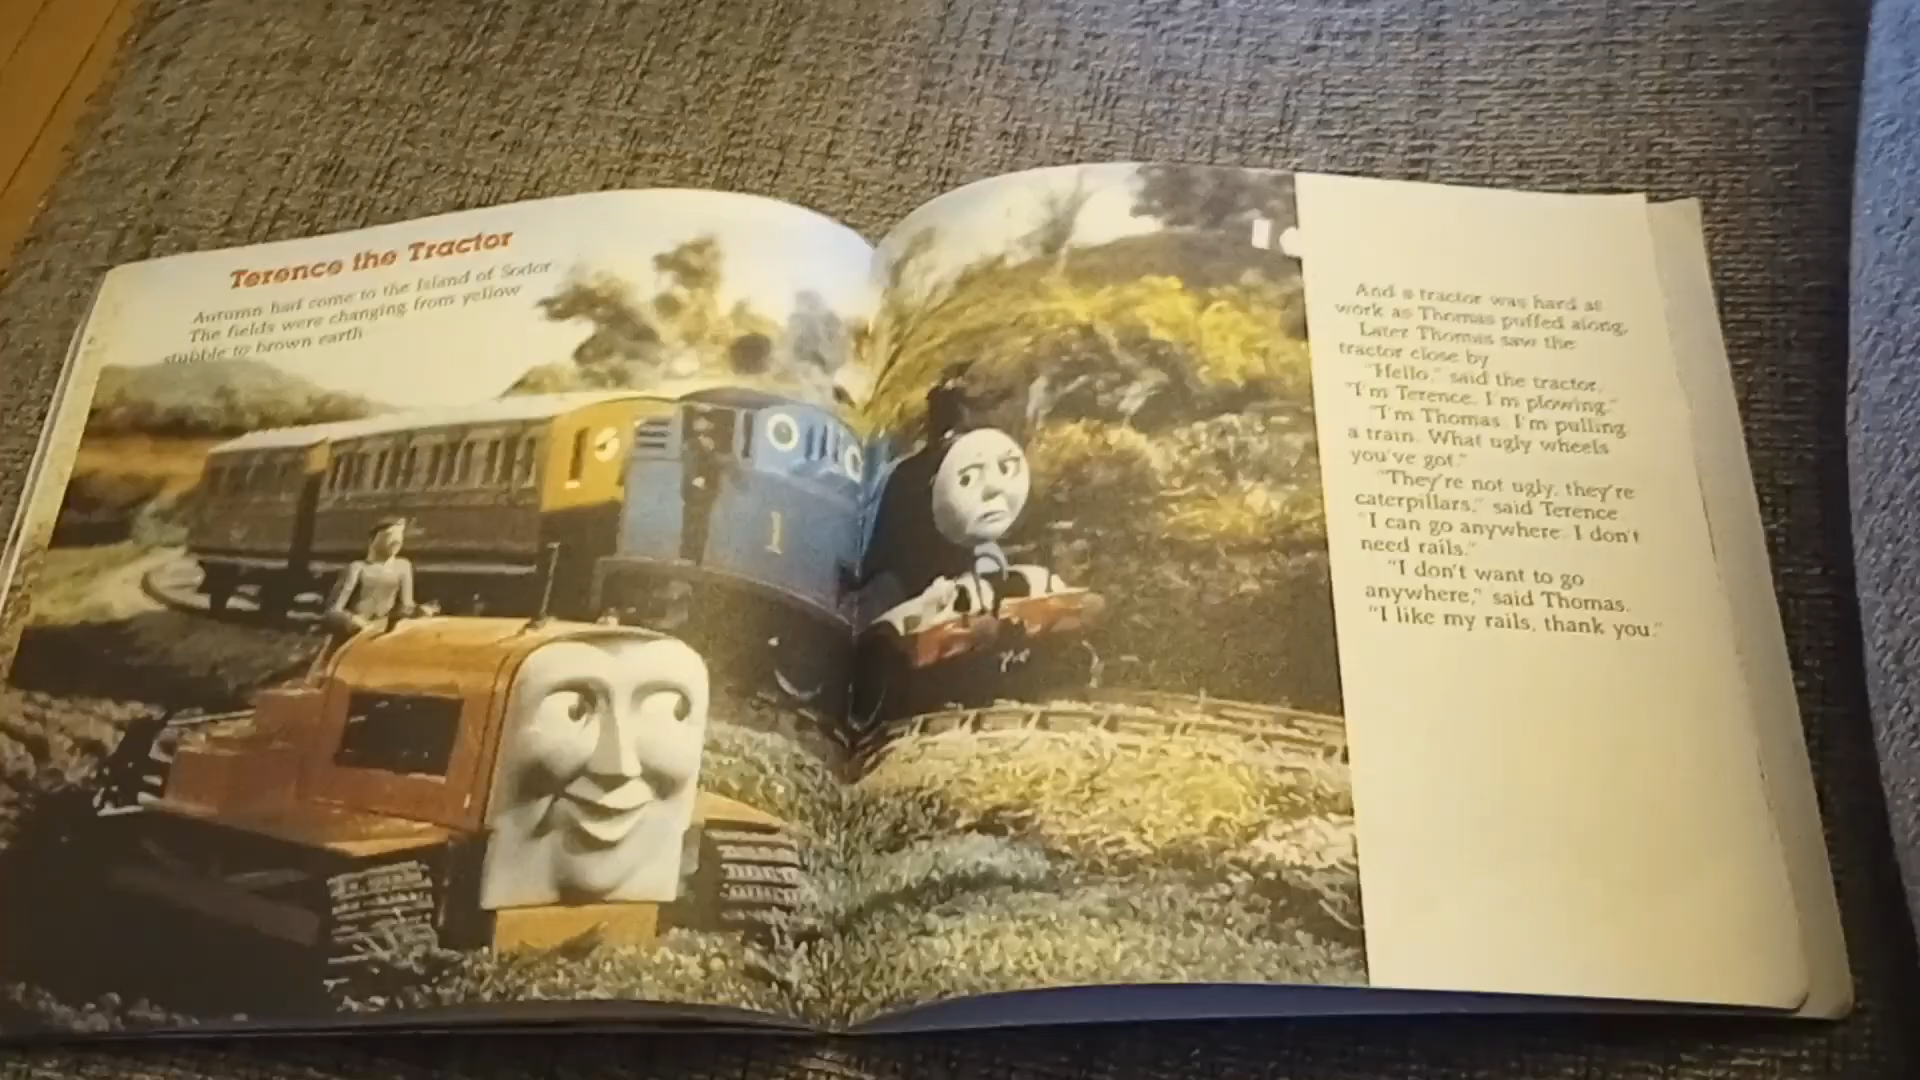 Terence the Tractor
Autumn had come to the Island of Sodor
The fields were changing from yellow
stubble to brown earth
1
And a tractor was hard at
work as Thomas puffed along.
Later Thomas saw the
tractor close by
"Hello," said the tractor.
"I'm Terence. I'm plowing."
"I'm Thomas. I'm pulling
a train. What ugly wheels
you've got."
"They're not ugly, they're
caterpillars," said Terence
"I can go anywhere. I don't
need rails."
"I don't want to go
anywhere," said Thomas.
"I like my rails, thank you."